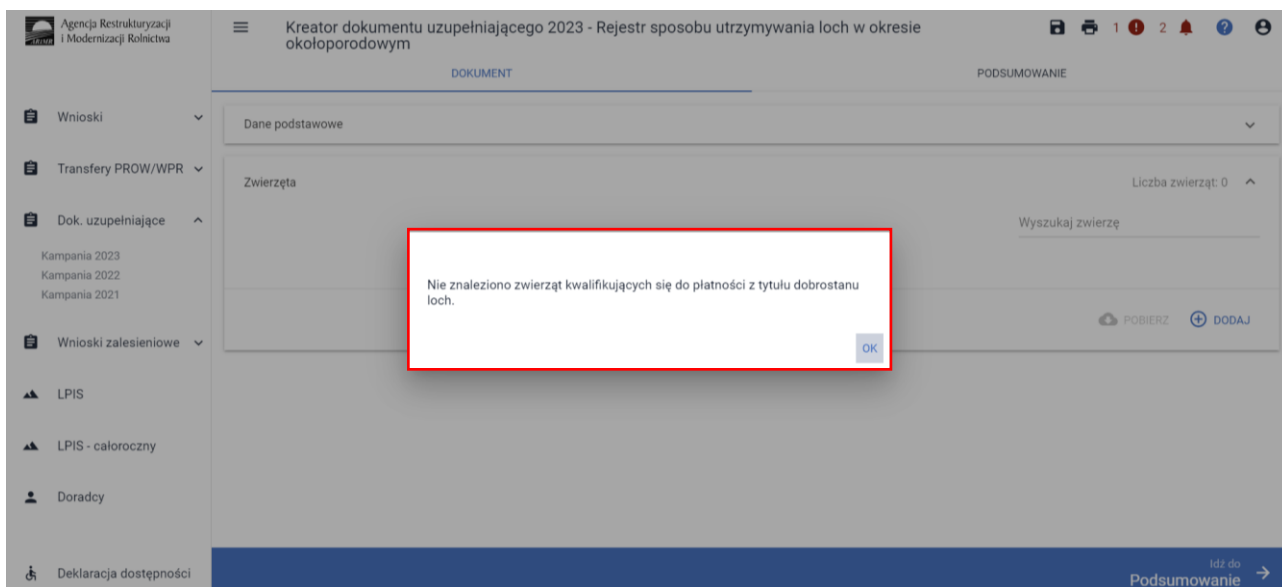 Agencja Restrukturyzacji
i Modernizacji Rolnictwa
ARiMR
Kreator dokumentu uzupełniającego 2023 - Rejestr sposobu utrzymywania loch w okresie
okołoporodowym
1 2
DOKUMENT
PODSUMOWANIE
Wnioski
Transfery PROW/WPR
Dok. uzupełniające
Kampania 2023
Kampania 2022
Kampania 2021
Wnioski zalesieniowe
LPIS
LPIS - całoroczny
Doradcy
Deklaracja dostępności
Dane podstawowe
Zwierzęta
Liczba zwierząt: 0
Wyszukaj zwierzę
Nie znaleziono zwierząt kwalifikujących się do płatności z tytułu dobrostanu
loch.
OK
POBIERZ
DODAJ
Idź do
Podsumowanie